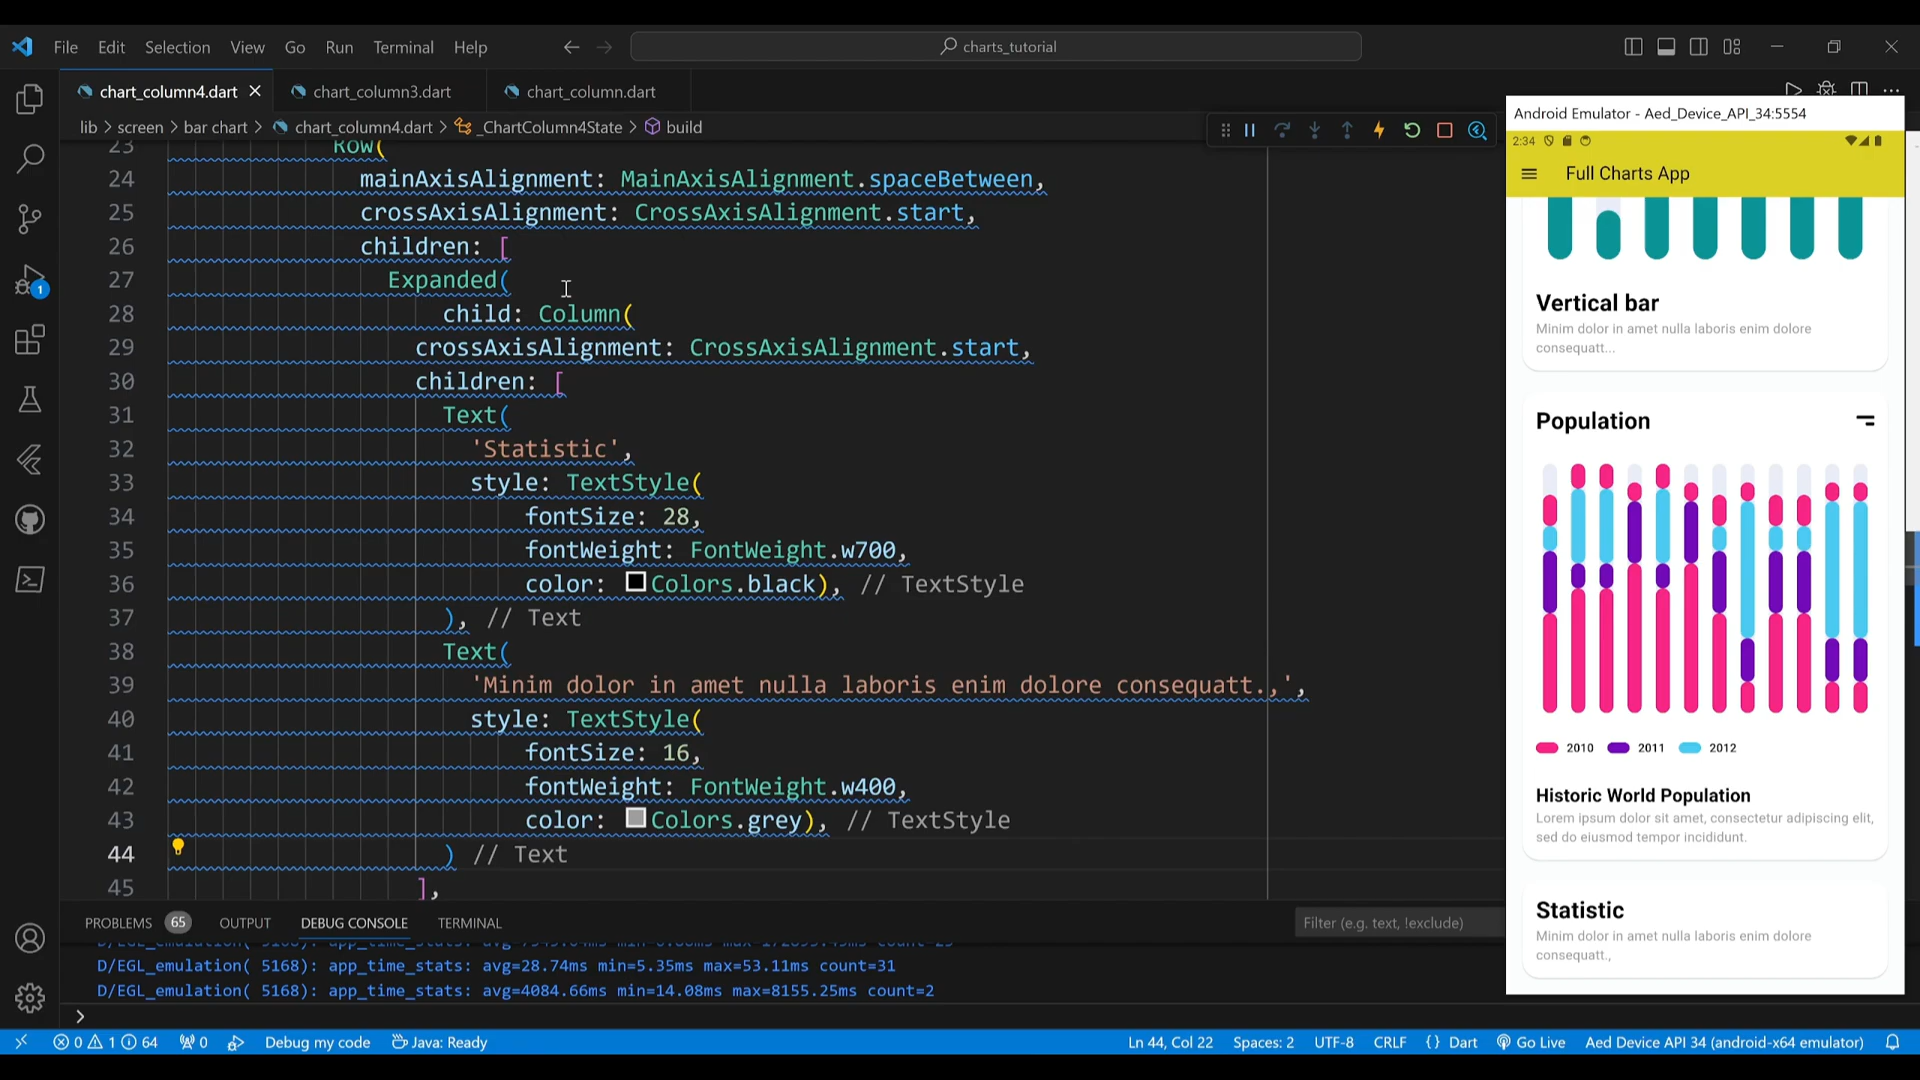 File Edit Selection View Go Run Terminal Help
charts_tutorial
chart_column4.dart
chart_column3.dart
chart_column.dart
lib > screen > bar chart > chart_column4.dart > _ChartColumn4State > build
23 Row(
24 mainAxisAlignment: MainAxisAlignment.spaceBetween,
25 crossAxisAlignment: CrossAxisAlignment.start,
26 children: [
27 Expanded(
28 child: Column(
29 crossAxisAlignment: CrossAxisAlignment.start,
30 children: [
31 Text(
32 'Statistic',
33 style: TextStyle(
34 fontSize: 28,
35 fontWeight: FontWeight.w700,
36 color: Colors.black), // TextStyle
37 ), // Text
38 Text(
39 'Minim dolor in amet nulla laboris enim dolore consequatt.,',
40 style: TextStyle(
41 fontSize: 16,
42 fontWeight: FontWeight.w400,
43 color: Colors.grey), // TextStyle
44 ) // Text
45 ],
PROBLEMS 65 OUTPUT DEBUG CONSOLE TERMINAL
Filter (e.g. text, !exclude)
D/EGL_emulation( 5168): app_time_stats: avg=28.74ms min=5.35ms max=53.11ms count=31
D/EGL_emulation( 5168): app_time_stats: avg=4084.66ms min=14.08ms max=8155.25ms count=2
>
0 1 64 0 Debug my code Java: Ready
Ln 44, Col 22 Spaces: 2 UTF-8 CRLF {} Dart Go Live Aed Device API 34 (android-x64 emulator)
1
Android Emulator - Aed_Device_API_34:5554
2:34
Full Charts App
Vertical bar
Minim dolor in amet nulla laboris enim dolore
consequatt...
Population
2010 2011 2012
Historic World Population
Lorem ipsum dolor sit amet, consectetur adipiscing elit,
sed do eiusmod tempor incididunt.
Statistic
Minim dolor in amet nulla laboris enim dolore
consequatt.,